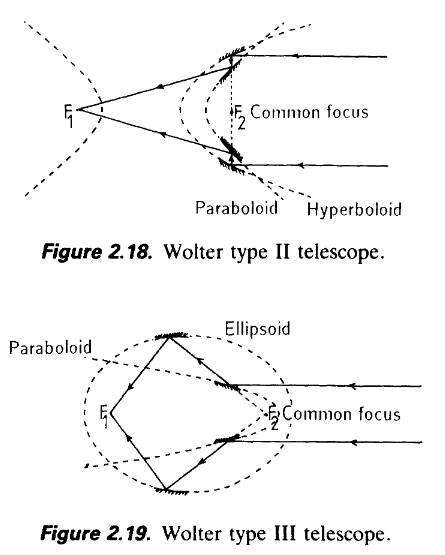 F1
F2 Common focus
Paraboloid Hyperboloid
Figure 2.18. Wolter type II telescope.
Ellipsoid
Paraboloid
F1
F2 Common focus
Figure 2.19. Wolter type III telescope.